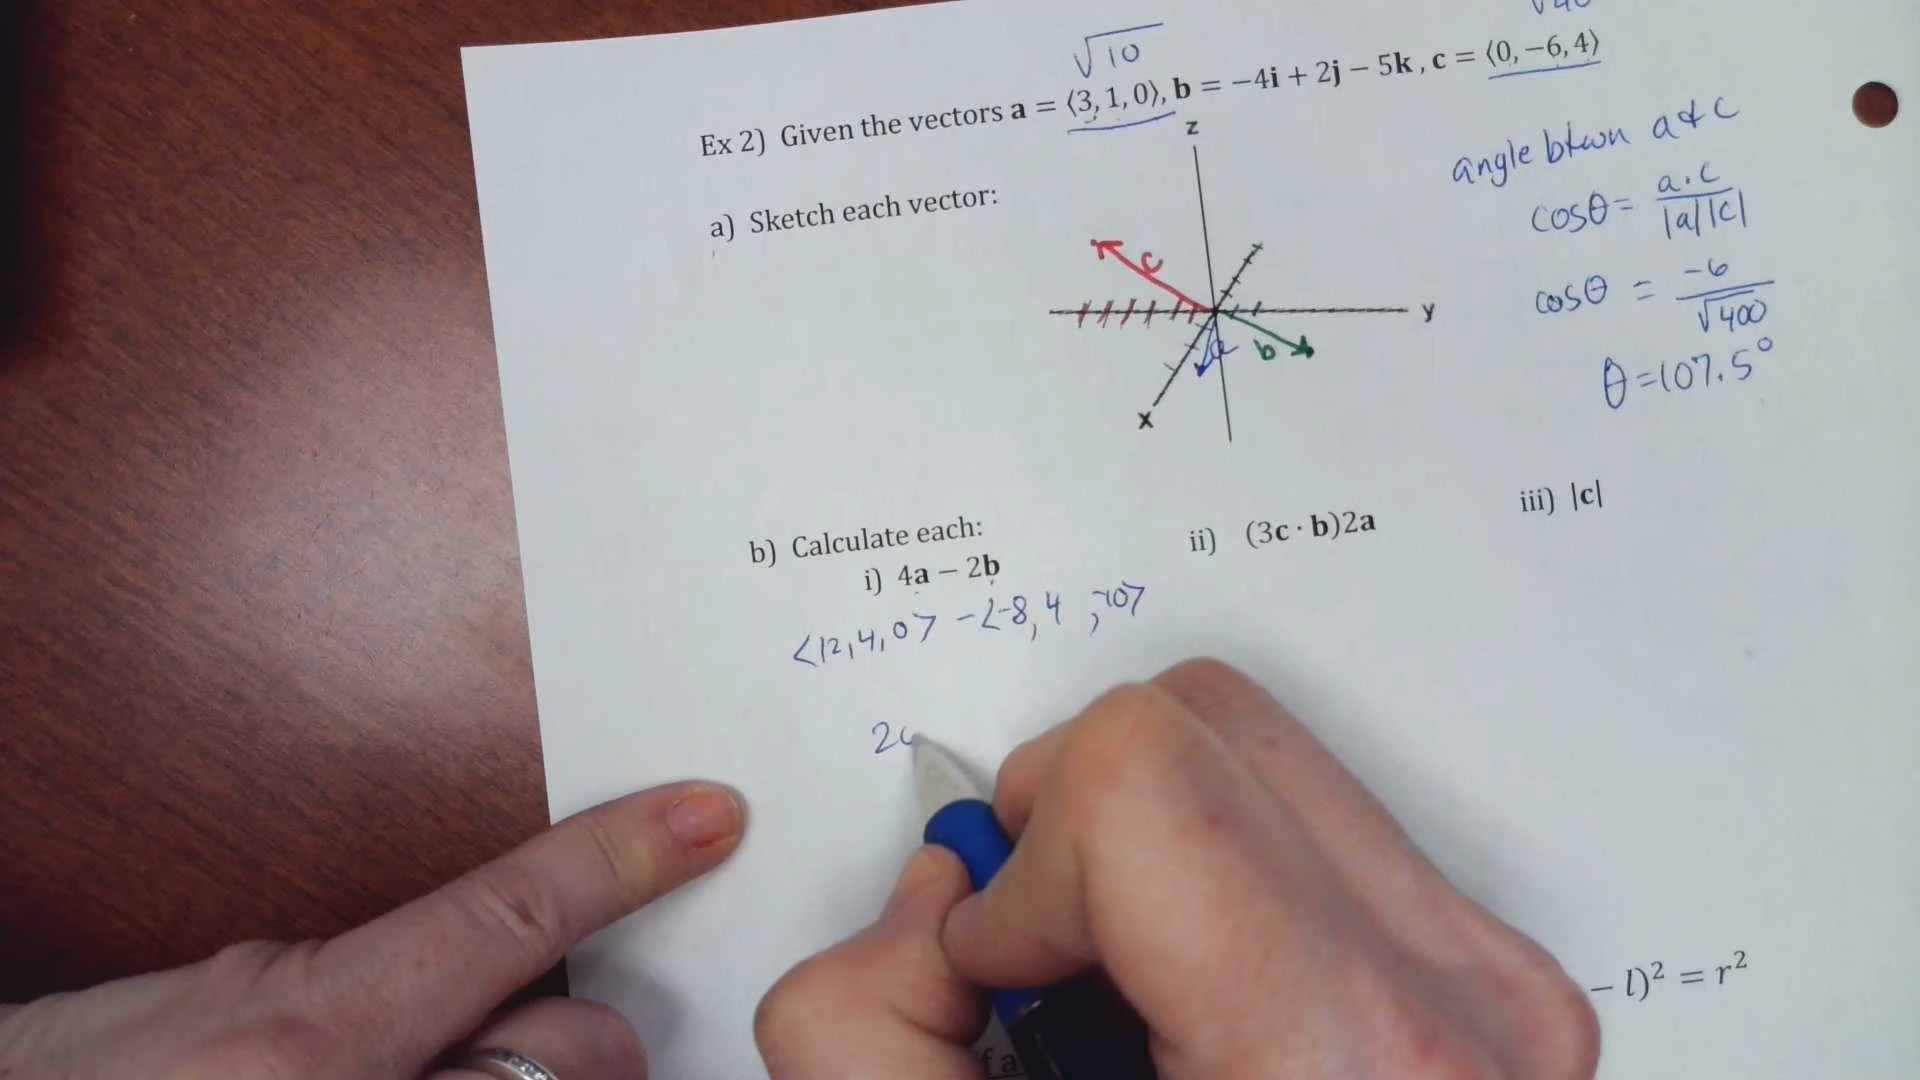 √10
√40
Ex 2) Given the vectors a = ⟨3, 1, 0⟩, b = −4i + 2j − 5k , c = ⟨0, −6, 4⟩
a) Sketch each vector:
z
c
y
a
b
x
angle btwn a & c
cosθ = a·c / |a||c|
cosθ = -6 / √400
θ = 107.5°
b) Calculate each:
i) 4a − 2b
ii) (3c · b)2a
iii) |c|
<12,4,0> - <-8,4,-10>
20
− l)² = r²
f a